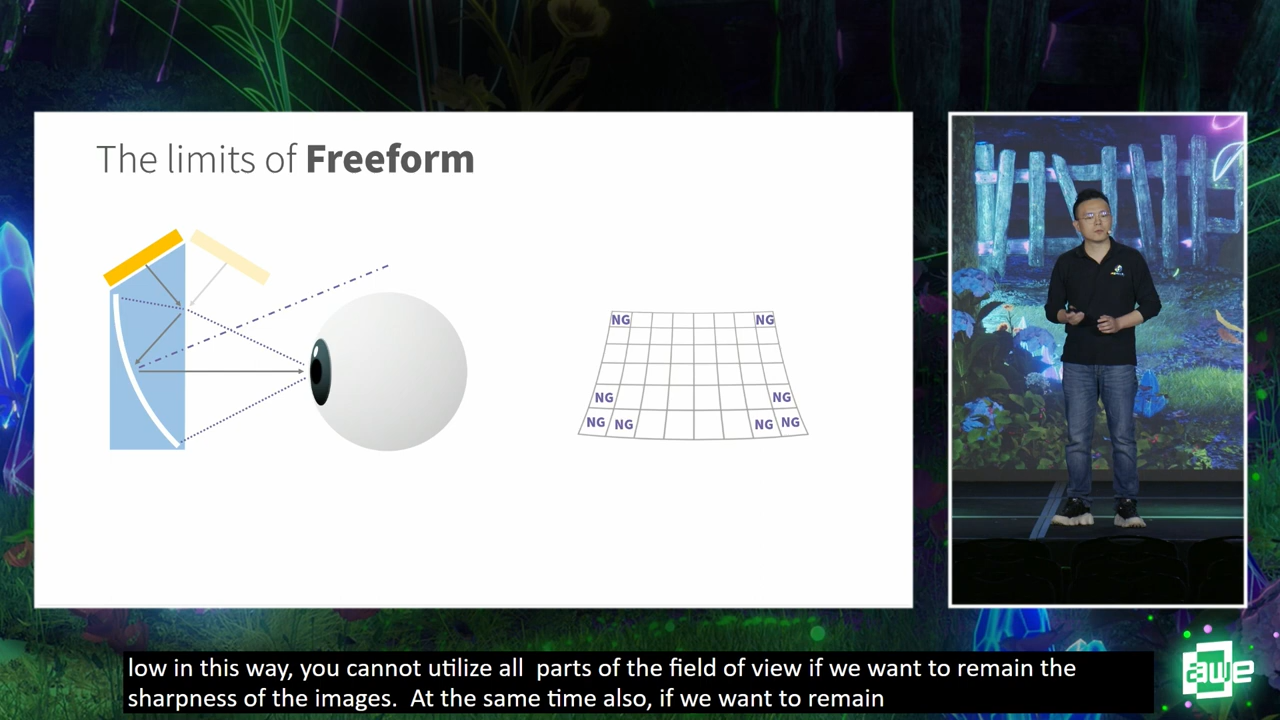 The limits of Freeform
NG NG
NG NG
NG NG NG NG
low in this way, you cannot utilize all  parts of the field of view if we want to remain the
sharpness of the images.  At the same time also, if we want to remain
awe